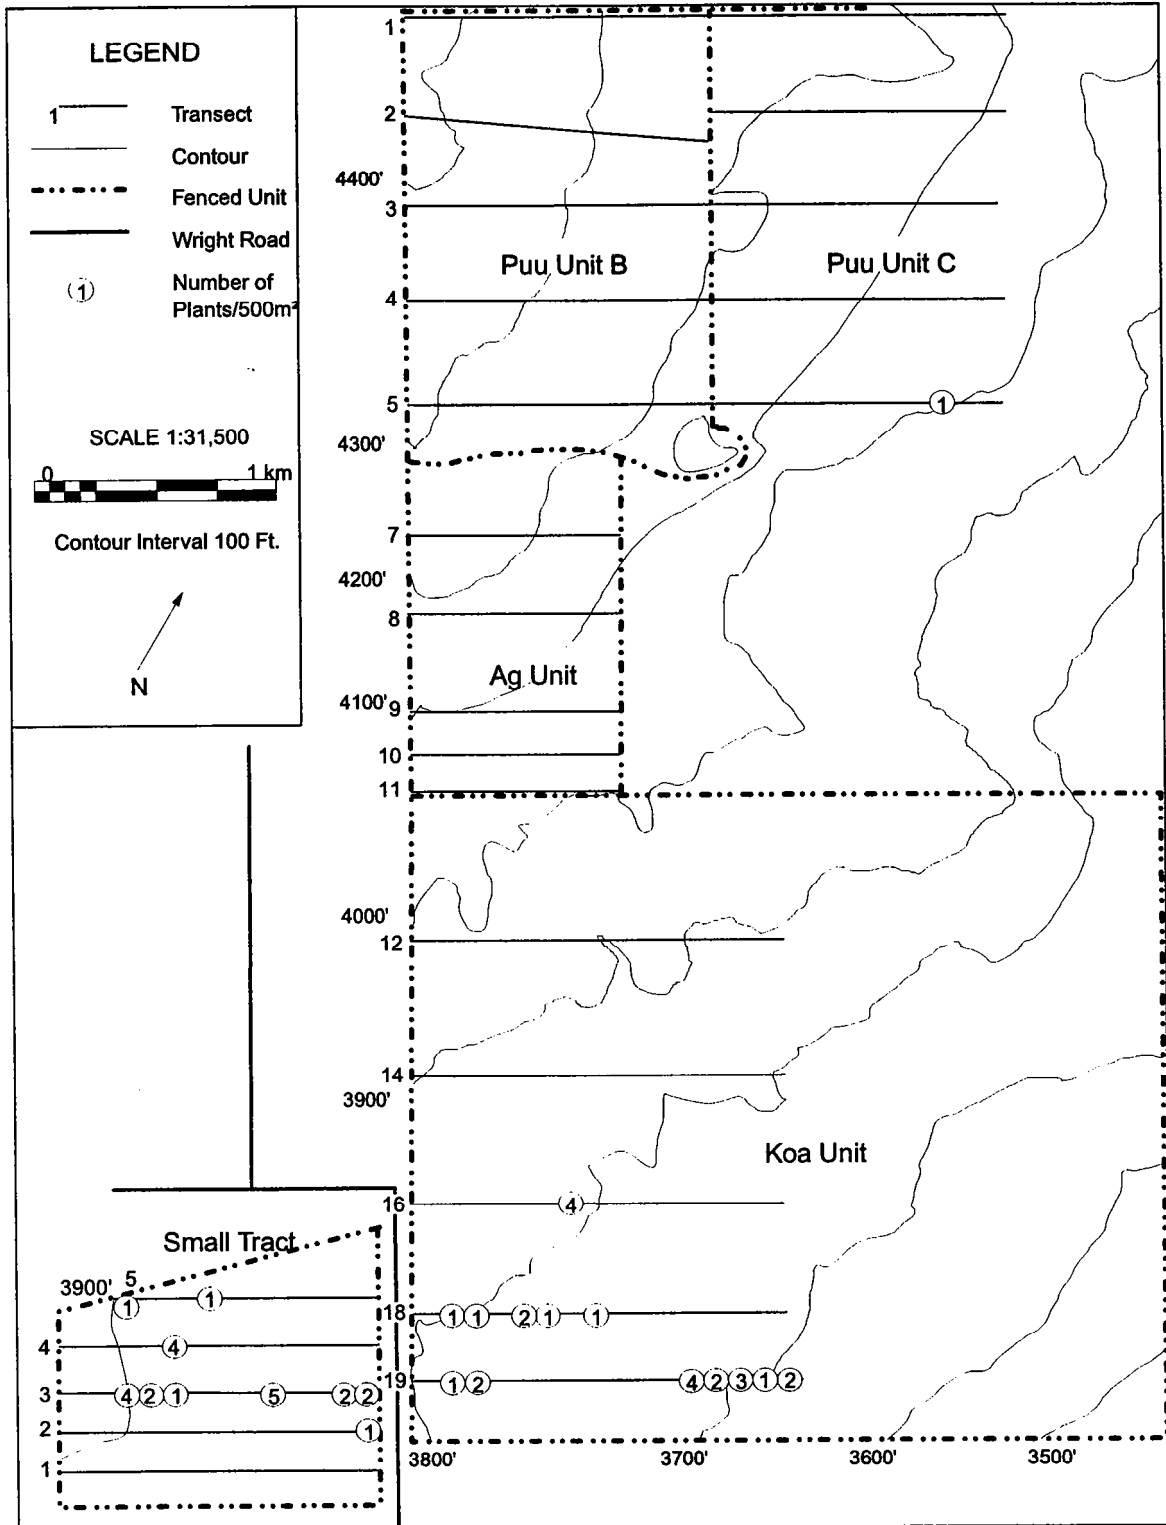 LEGEND
1 Transect
Contour
Fenced Unit
Wright Road
1 Number of
Plants/500m²
SCALE 1:31,500
0 1 km
Contour Interval 100 Ft.
N
1
2
4400'
3
Puu Unit B Puu Unit C
4
5 1
4300'
7
4200'
8
Ag Unit
4100' 9
10
11
4000'
12
14
3900'
Koa Unit
16 4
Small Tract
3900' 5
1 1
18 1 1 2 1 1
4 4
19 1 2 4 2 3 1 2
3 4 2 1 5 2 2
2 1
1
3800' 3700' 3600' 3500'